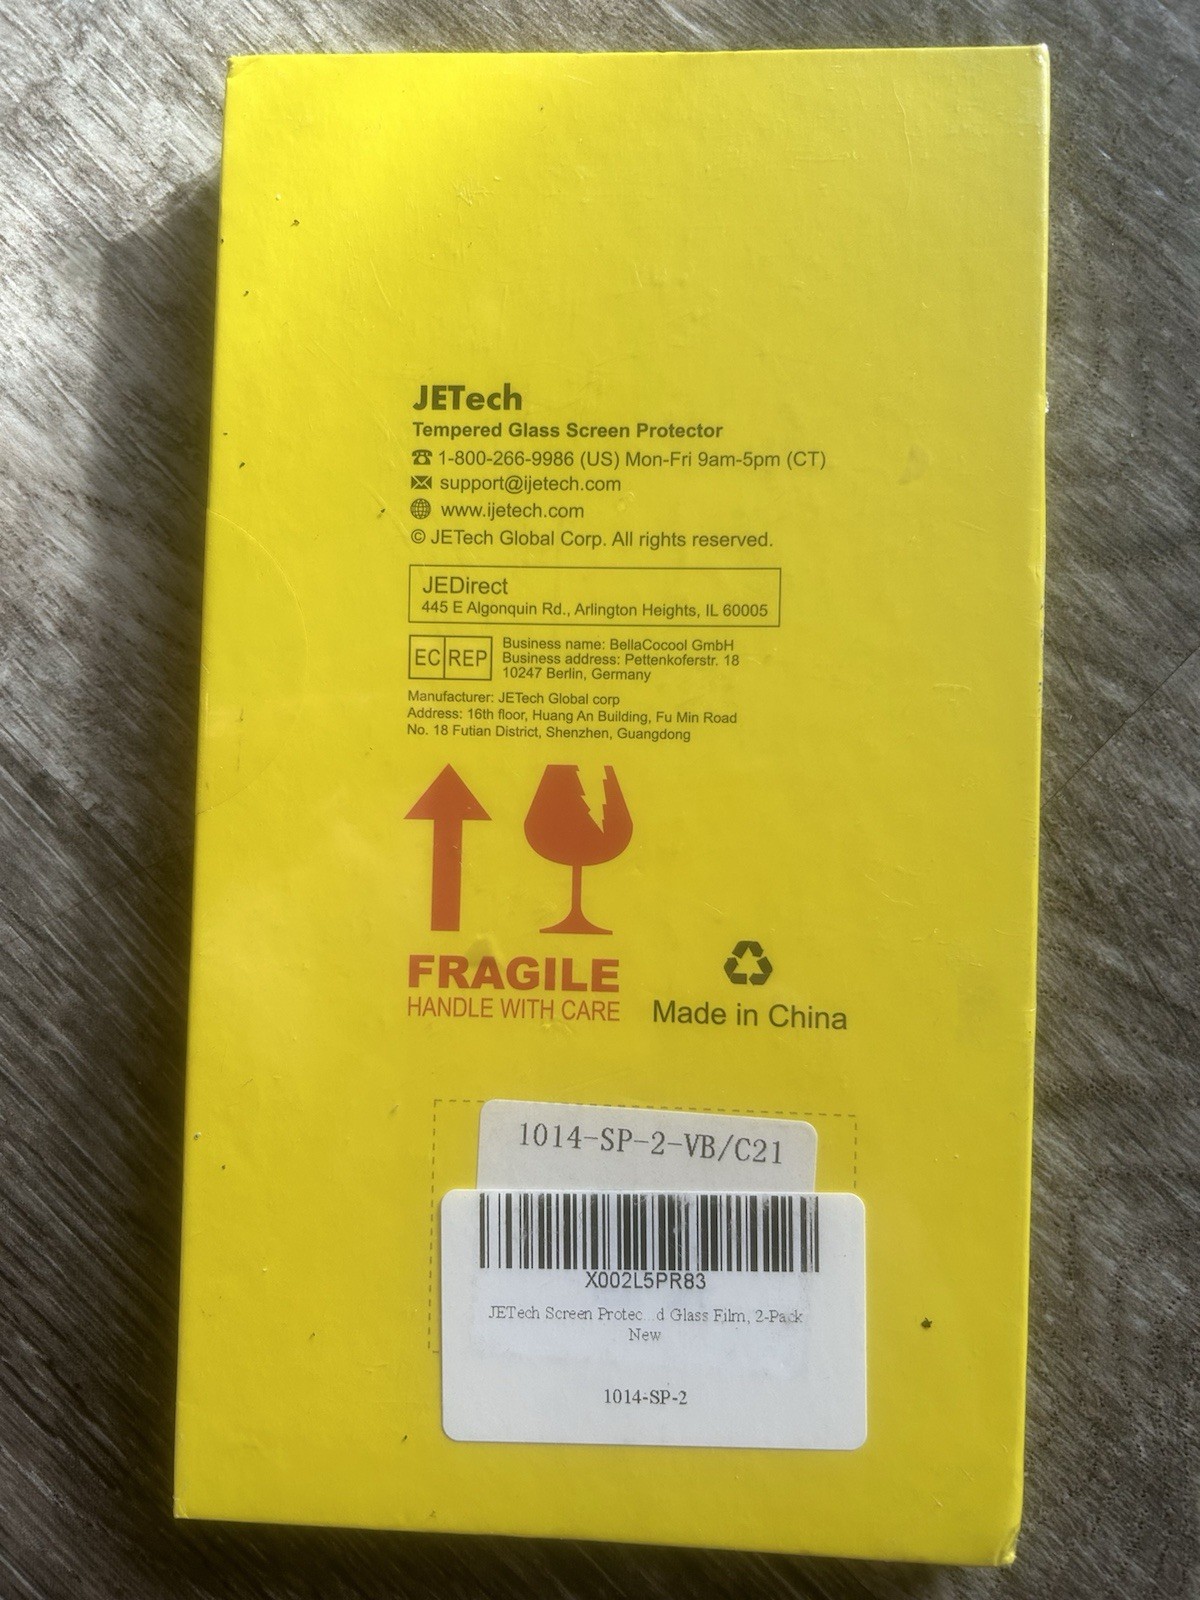 JETech
Tempered Glass Screen Protector
1-800-266-9986 (US) Mon-Fri 9am-5pm (CT)
support@ijetech.com
www.ijetech.com
© JETech Global Corp. All rights reserved.
JEDirect
445 E Algonquin Rd., Arlington Heights, IL 60005
EC REP
Business name: BellaCocool GmbH
Business address: Pettenkoferstr. 18
10247 Berlin, Germany
Manufacturer: JETech Global corp
Address: 16th floor, Huang An Building, Fu Min Road
No. 18 Futian District, Shenzhen, Guangdong
FRAGILE
HANDLE WITH CARE
Made in China
1014-SP-2-VB/C21
X002L5PR83
JETech Screen Protec...d Glass Film, 2-Pack
New
1014-SP-2